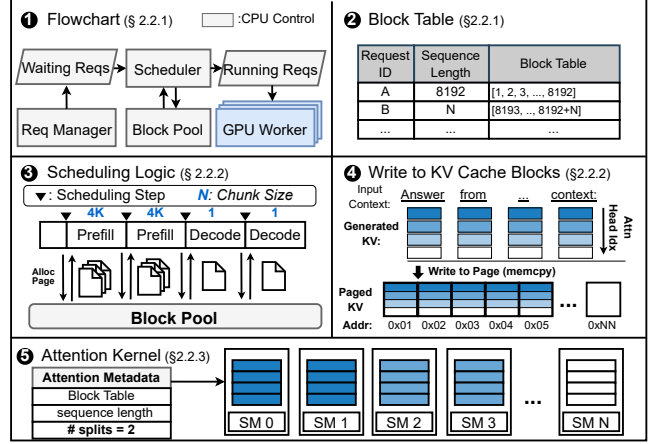 1 Flowchart (§ 2.2.1) :CPU Control
Waiting Reqs Scheduler Running Reqs
Req Manager Block Pool GPU Worker
2 Block Table (§2.2.1)
Request ID Sequence Length Block Table
A 8192 [1, 2, 3, ..., 8192]
B N [8193, .., 8192+N]
... ... ...
3 Scheduling Logic (§ 2.2.2)
▼: Scheduling Step N: Chunk Size
4K 4K 1 1
Prefill Prefill Decode Decode
Alloc
Page
Block Pool
4 Write to KV Cache Blocks (§2.2.2)
Input
Context: Answer from ... context:
Generated
KV:
Attn
Head Idx
Write to Page (memcpy)
Paged
KV
...
Addr: 0x01 0x02 0x03 0x04 0x05 0xNN
5 Attention Kernel (§2.2.3)
Attention Metadata
Block Table
sequence length
# splits = 2
SM 0 SM 1 SM 2 SM 3 ... SM N